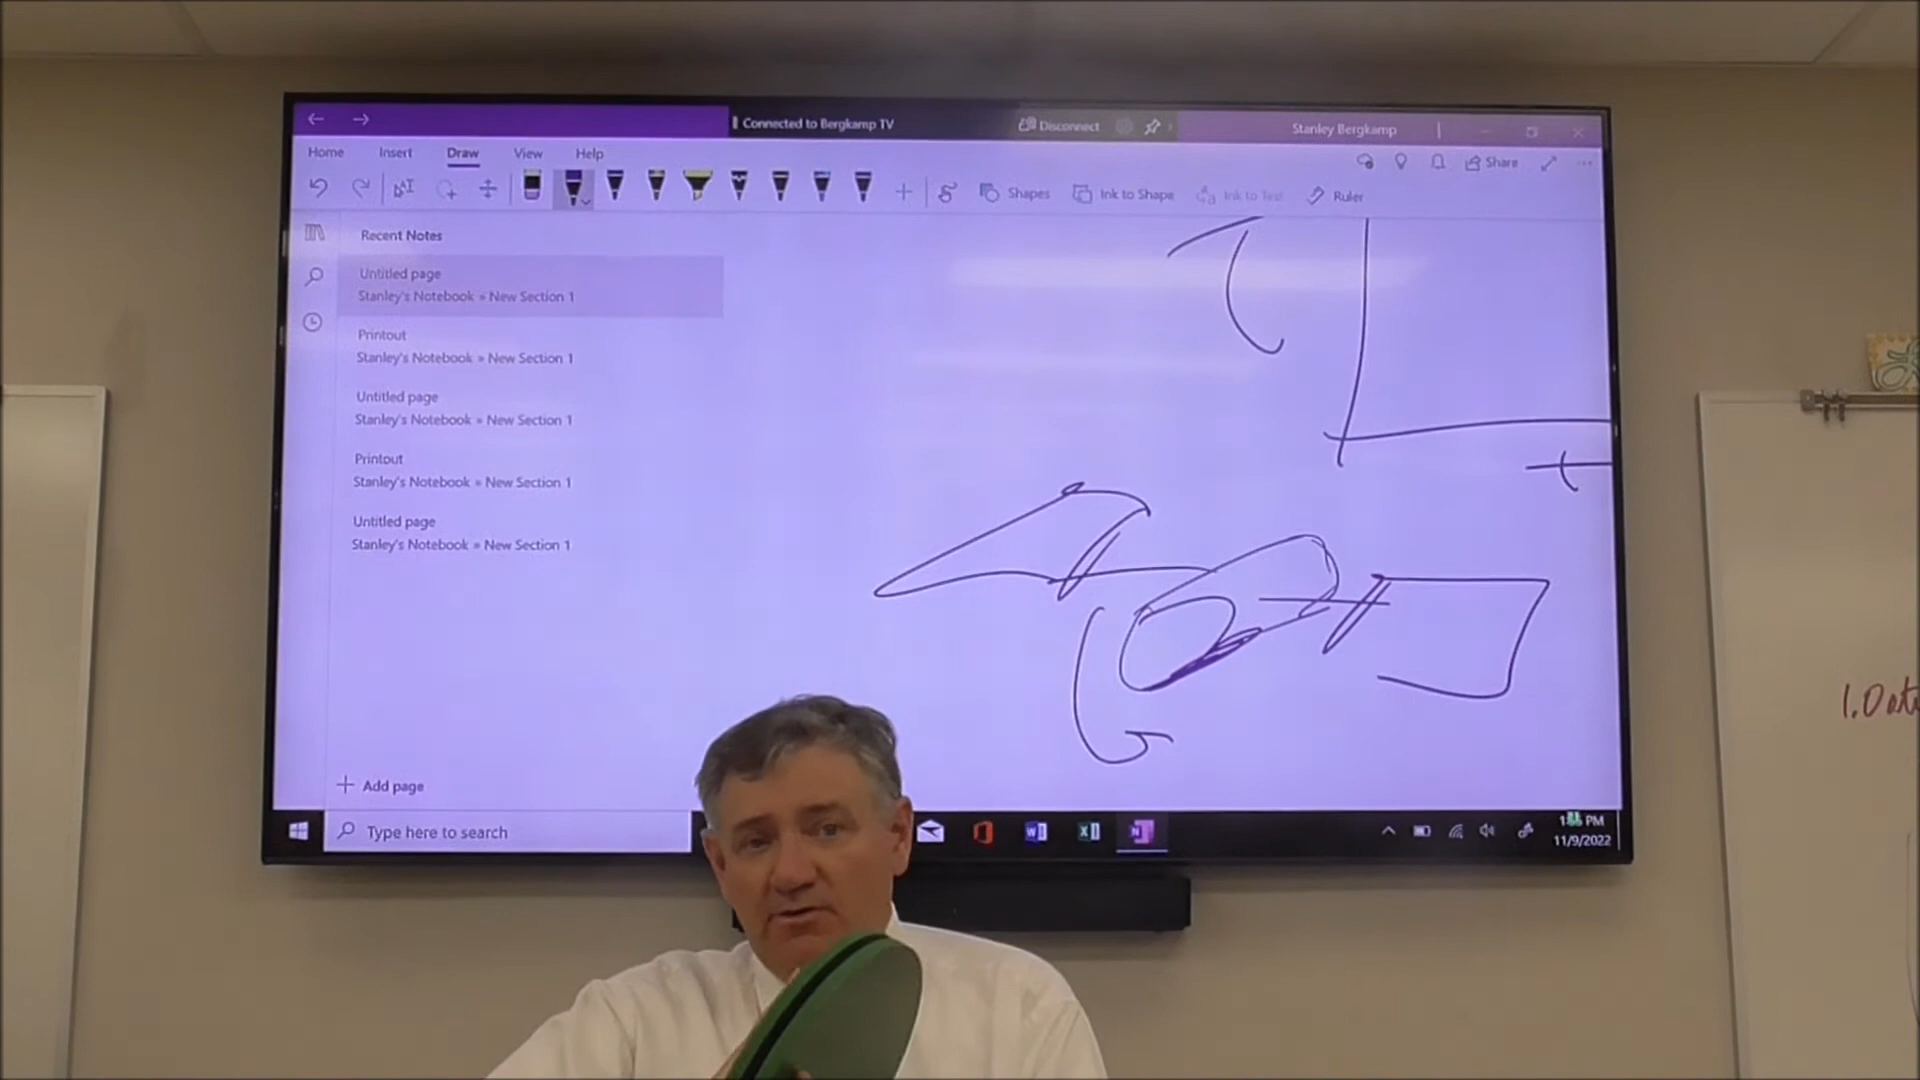 Connected to Bergkamp TV
Disconnect
Stanley Bergkamp
Home Insert Draw View Help
Share
Shapes Ink to Shape Ink to Text Ruler
Recent Notes
Untitled page
Stanley's Notebook » New Section 1
Printout
Stanley's Notebook » New Section 1
Untitled page
Stanley's Notebook » New Section 1
Printout
Stanley's Notebook » New Section 1
Untitled page
Stanley's Notebook » New Section 1
t
1. Dat
+ Add page
Type here to search
PM
11/9/2022